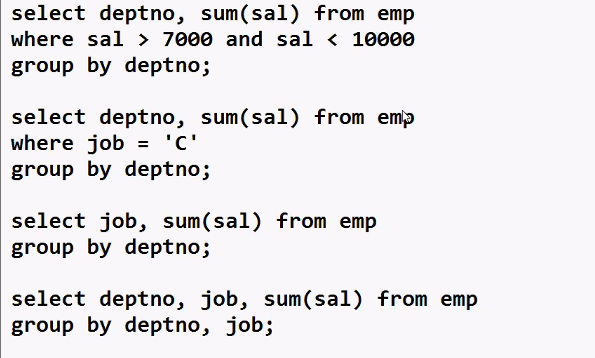 select deptno, sum(sal) from emp
where sal > 7000 and sal < 10000
group by deptno;
select deptno, sum(sal) from emp
where job = 'C'
group by deptno;
select job, sum(sal) from emp
group by deptno;
select deptno, job, sum(sal) from emp
group by deptno, job;